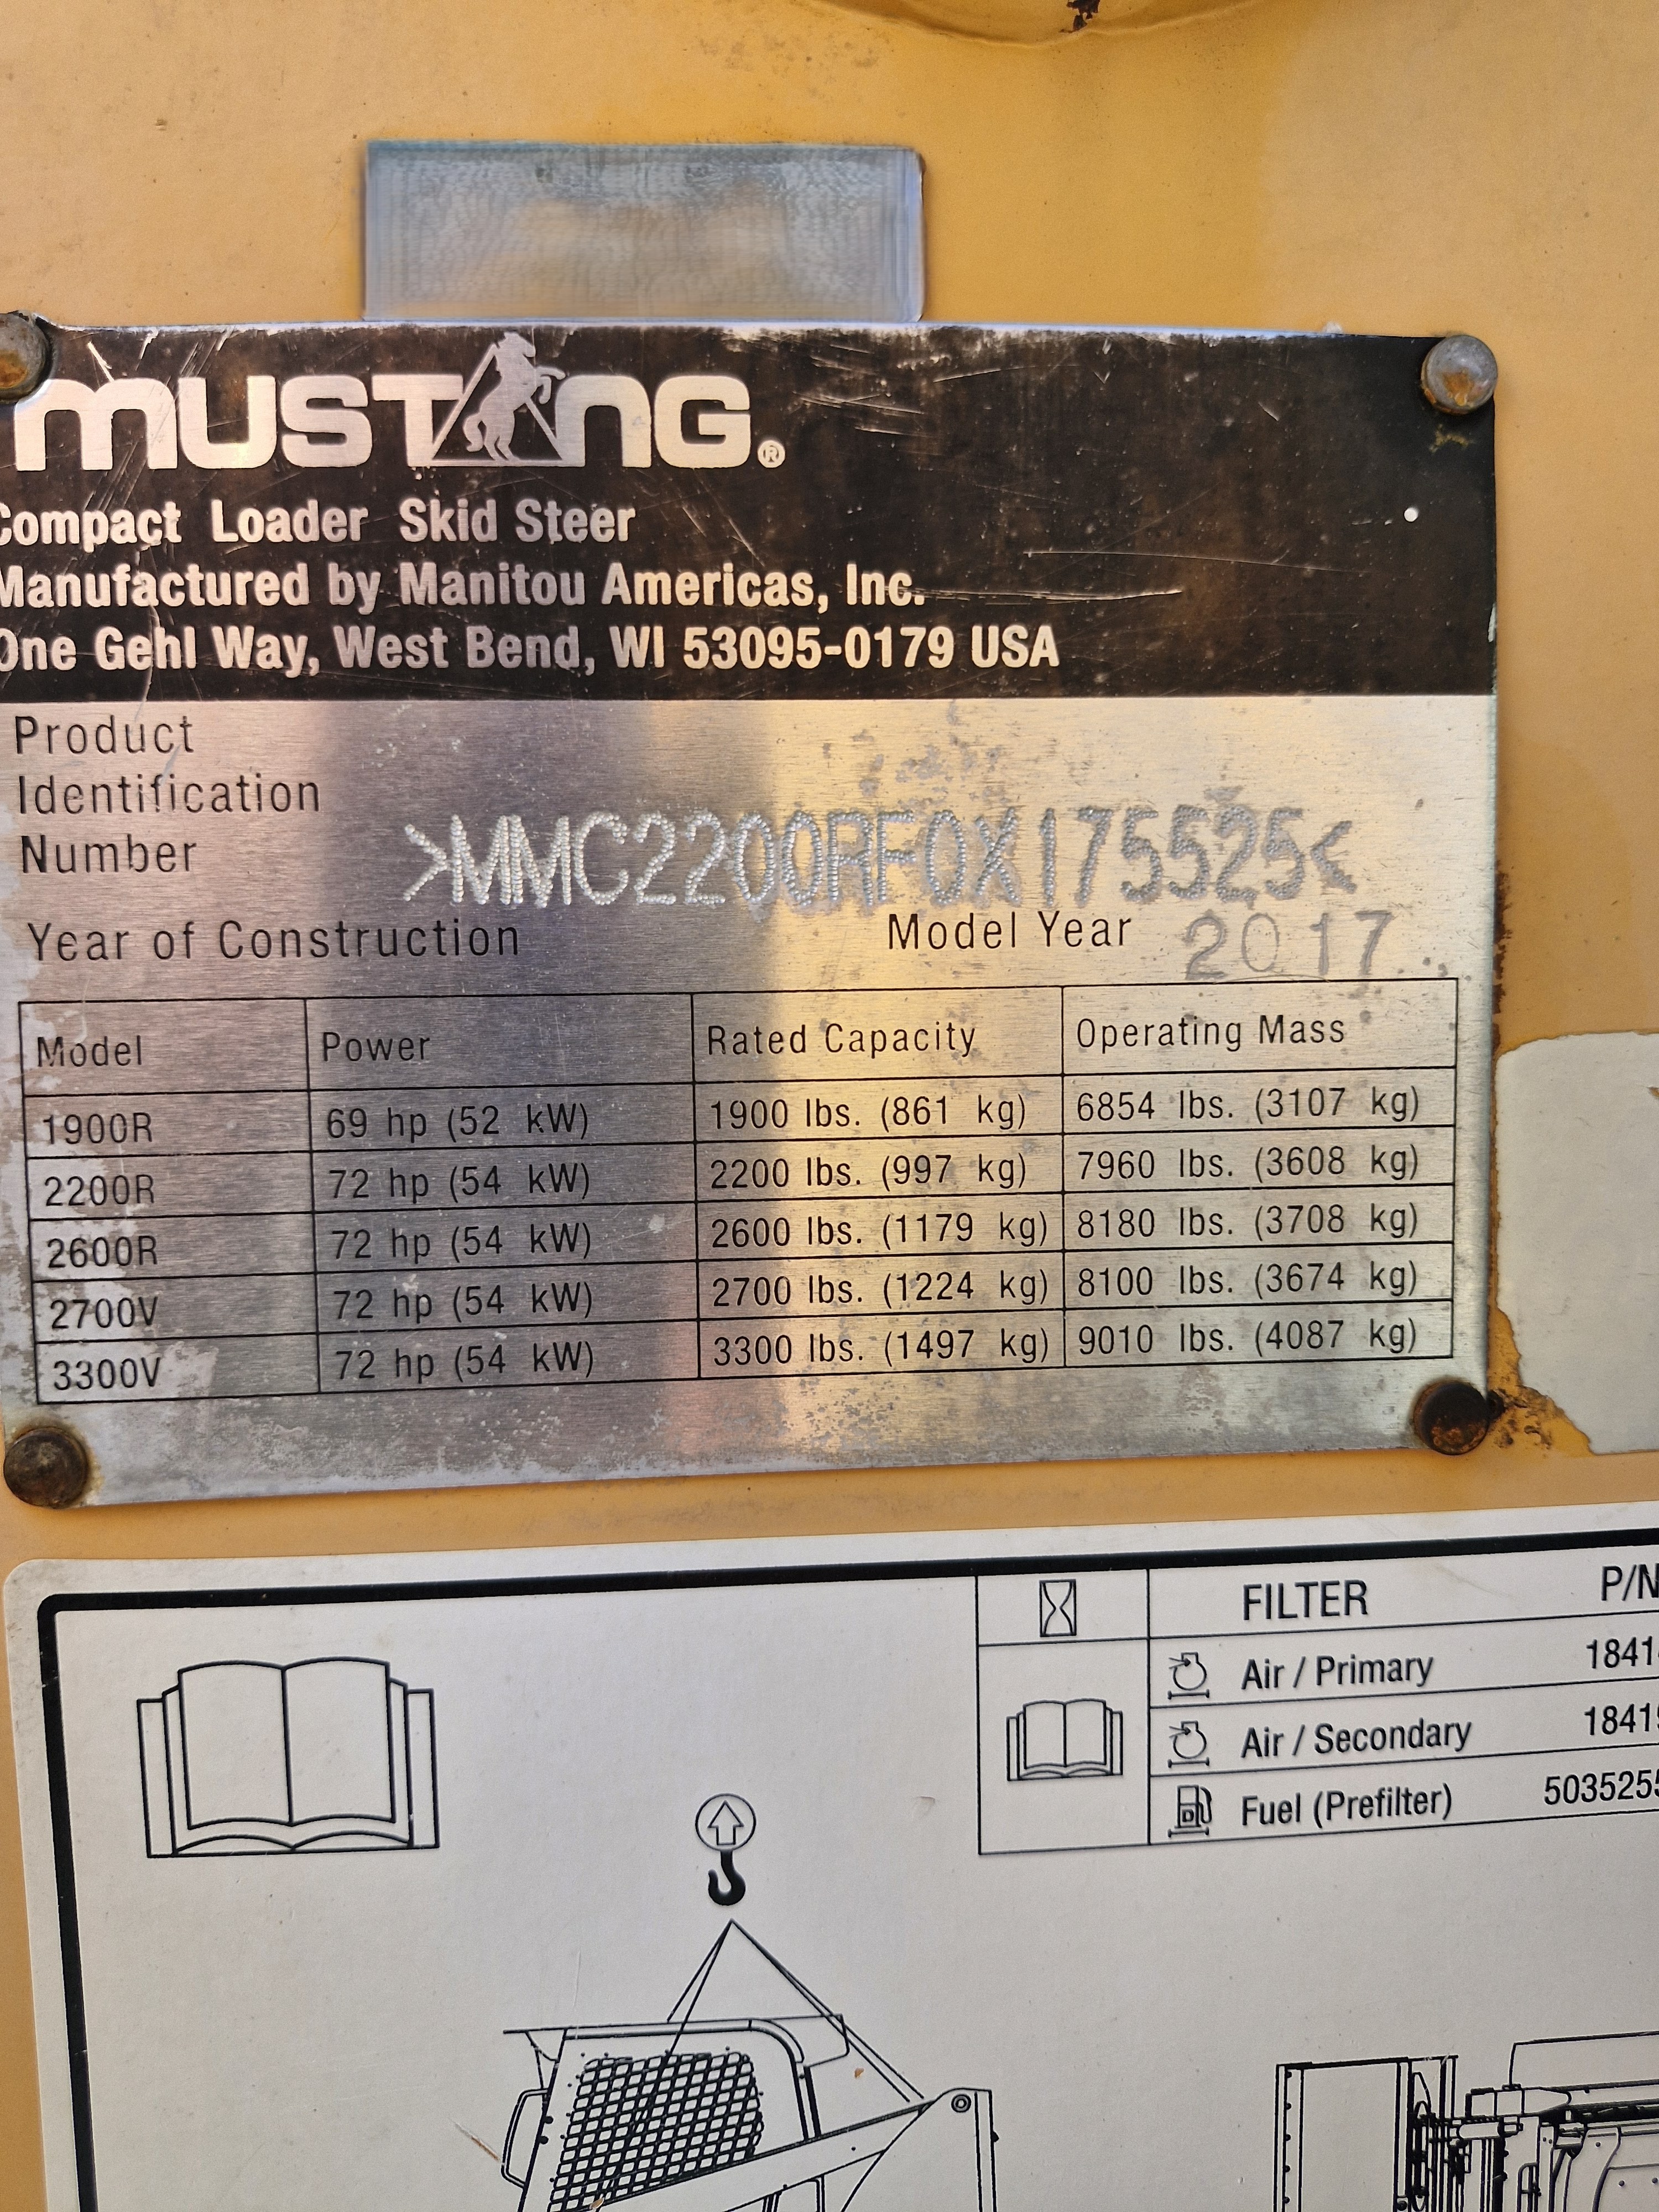 MUSTANG®
Compact Loader Skid Steer
Manufactured by Manitou Americas, Inc.
One Gehl Way, West Bend, WI 53095-0179 USA
Product
Identification
Number >MMC2200RF0X175525<
Year of Construction Model Year 2017
Model Power Rated Capacity Operating Mass
1900R 69 hp (52 kW) 1900 lbs. (861 kg) 6854 lbs. (3107 kg)
2200R 72 hp (54 kW) 2200 lbs. (997 kg) 7960 lbs. (3608 kg)
2600R 72 hp (54 kW) 2600 lbs. (1179 kg) 8180 lbs. (3708 kg)
2700V 72 hp (54 kW) 2700 lbs. (1224 kg) 8100 lbs. (3674 kg)
3300V 72 hp (54 kW) 3300 lbs. (1497 kg) 9010 lbs. (4087 kg)
FILTER P/N
Air / Primary 1841
Air / Secondary 1841
Fuel (Prefilter) 503525